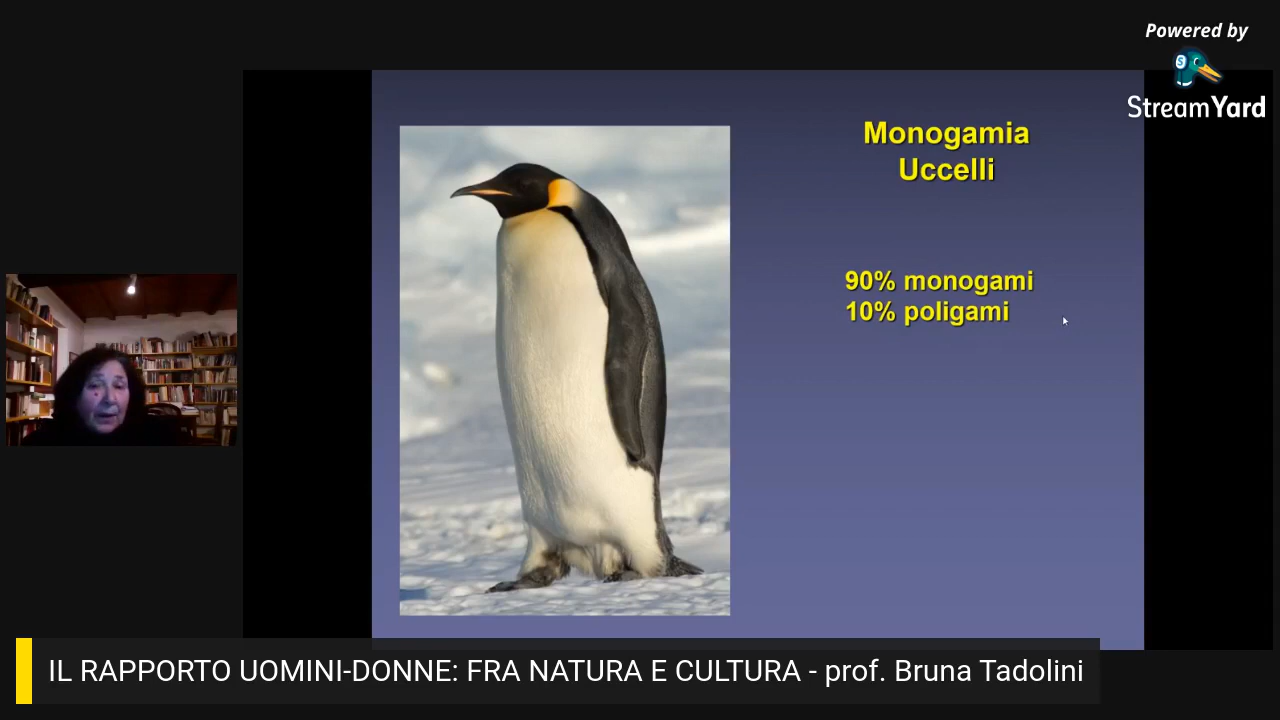 Powered by
StreamYard
Monogamia
Uccelli
90% monogami
10% poligami
IL RAPPORTO UOMINI-DONNE: FRA NATURA E CULTURA - prof. Bruna Tadolini